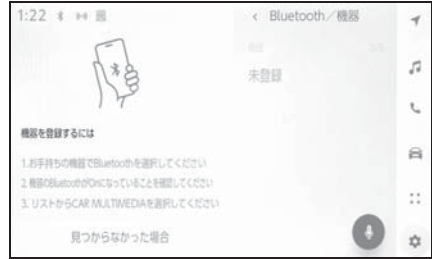 1:22
Bluetooth／機器
未登録
機器を登録するには
1.お手持ちの機器でBluetoothを選択してください
2.機器のBluetoothがOnになっていることを確認してください
3. リストからCAR MULTIMEDIAを選択してください
見つからなかった場合